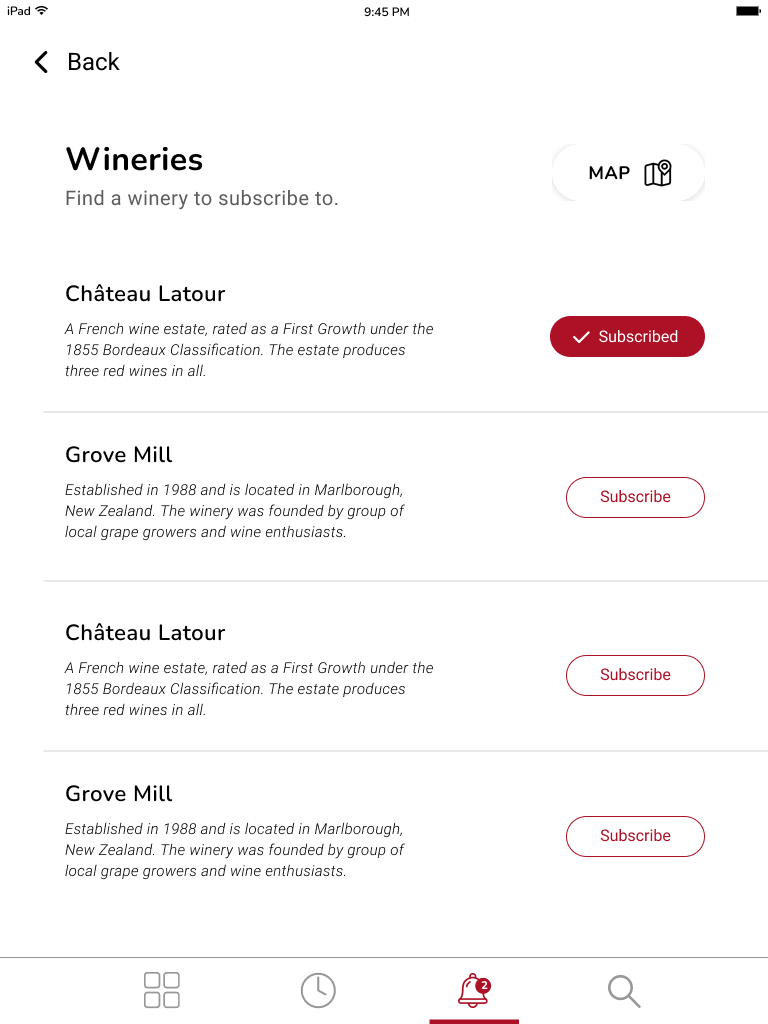 iPad
9:45 PM
Back
Wineries
Find a winery to subscribe to.
MAP
Château Latour
A French wine estate, rated as a First Growth under the
1855 Bordeaux Classification. The estate produces
three red wines in all.
Subscribed
Grove Mill
Established in 1988 and is located in Marlborough,
New Zealand. The winery was founded by group of
local grape growers and wine enthusiasts.
Subscribe
Château Latour
A French wine estate, rated as a First Growth under the
1855 Bordeaux Classification. The estate produces
three red wines in all.
Subscribe
Grove Mill
Established in 1988 and is located in Marlborough,
New Zealand. The winery was founded by group of
local grape growers and wine enthusiasts.
Subscribe
2